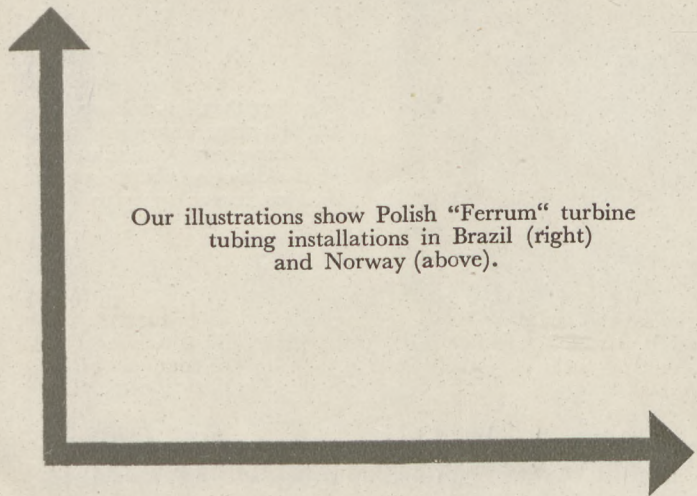 Our illustrations show Polish “Ferrum“ turbine
tubing installations in Brazil (right)
and Norway (above).